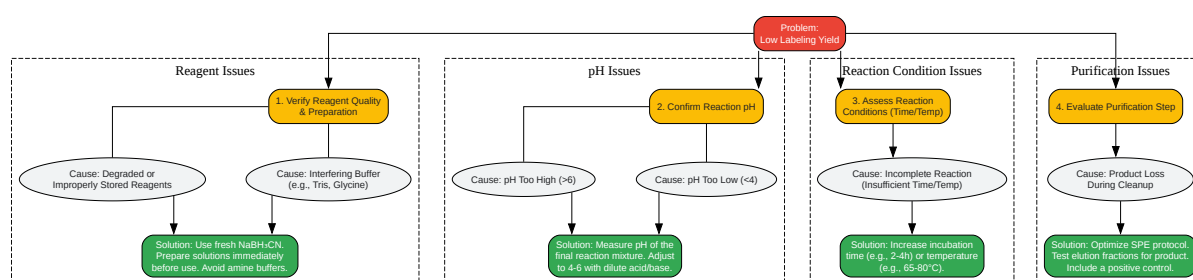 Problem:
Low Labeling Yield
Reagent Issues
pH Issues
Reaction Condition Issues
Purification Issues
1. Verify Reagent Quality
& Preparation
2. Confirm Reaction pH
3. Assess Reaction
Conditions (Time/Temp)
4. Evaluate Purification Step
Cause: Degraded or
Improperly Stored Reagents
Cause: Interfering Buffer
(e.g., Tris, Glycine)
Cause: pH Too High (>6)
Cause: pH Too Low (<4)
Cause: Incomplete Reaction
(Insufficient Time/Temp)
Cause: Product Loss
During Cleanup
Solution: Use fresh NaBH₃CN.
Prepare solutions immediately
before use. Avoid amine buffers.
Solution: Measure pH of the
final reaction mixture. Adjust
to 4-6 with dilute acid/base.
Solution: Increase incubation
time (e.g., 2-4h) or temperature
(e.g., 65-80°C).
Solution: Optimize SPE protocol.
Test elution fractions for product.
Include a positive control.